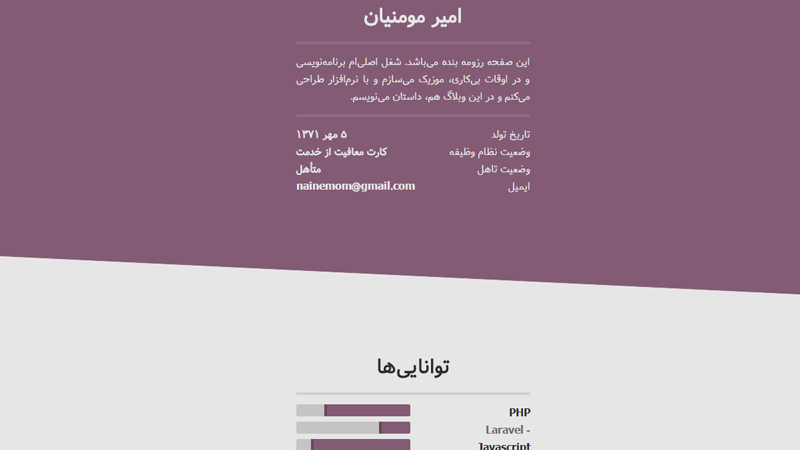 امیر مومنیان
این صفحه رزومه بنده می‌باشد. شغل اصلی‌ام برنامه‌نویسی
و در اوقات بی‌کاری، موزیک می‌سازم و با نرم‌افزار طراحی
می‌کنم و در این وبلاگ هم، داستان می‌نویسم.
تاریخ تولد ۵ مهر ۱۳۷۱
وضعیت نظام وظیفه کارت معافیت از خدمت
وضعیت تاهل متأهل
ایمیل nainemom@gmail.com
توانایی‌ها
PHP
Laravel -
Javascript